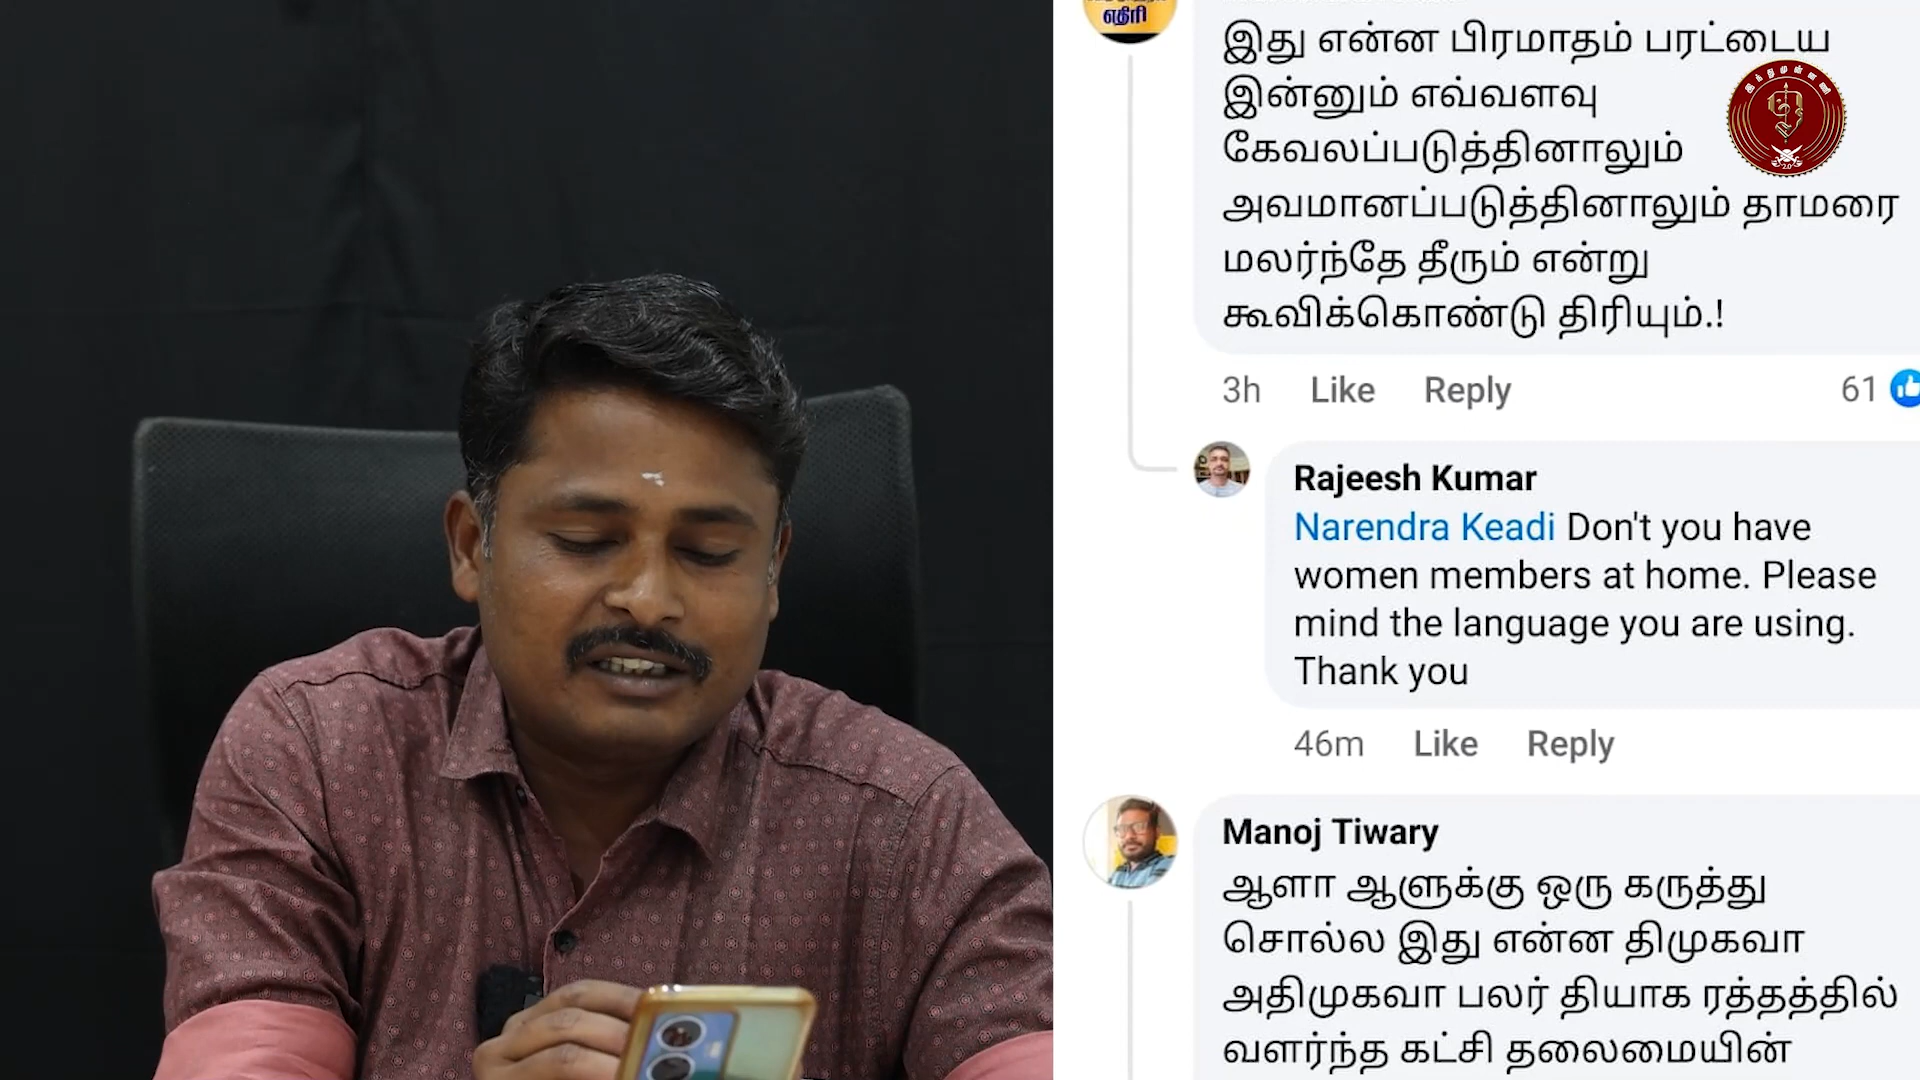 எதிரி
இது என்ன பிரமாதம் பரட்டைய
இன்னும் எவ்வளவு
கேவலப்படுத்தினாலும்
அவமானப்படுத்தினாலும் தாமரை
மலர்ந்தே தீரும் என்று
கூவிக்கொண்டு திரியும்.!
3h Like Reply 61
Rajeesh Kumar
Narendra Keadi Don't you have
women members at home. Please
mind the language you are using.
Thank you
46m Like Reply
Manoj Tiwary
ஆளா ஆளுக்கு ஒரு கருத்து
சொல்ல இது என்ன திமுகவா
அதிமுகவா பலர் தியாக ரத்தத்தில்
வளர்ந்த கட்சி தலைமையின்